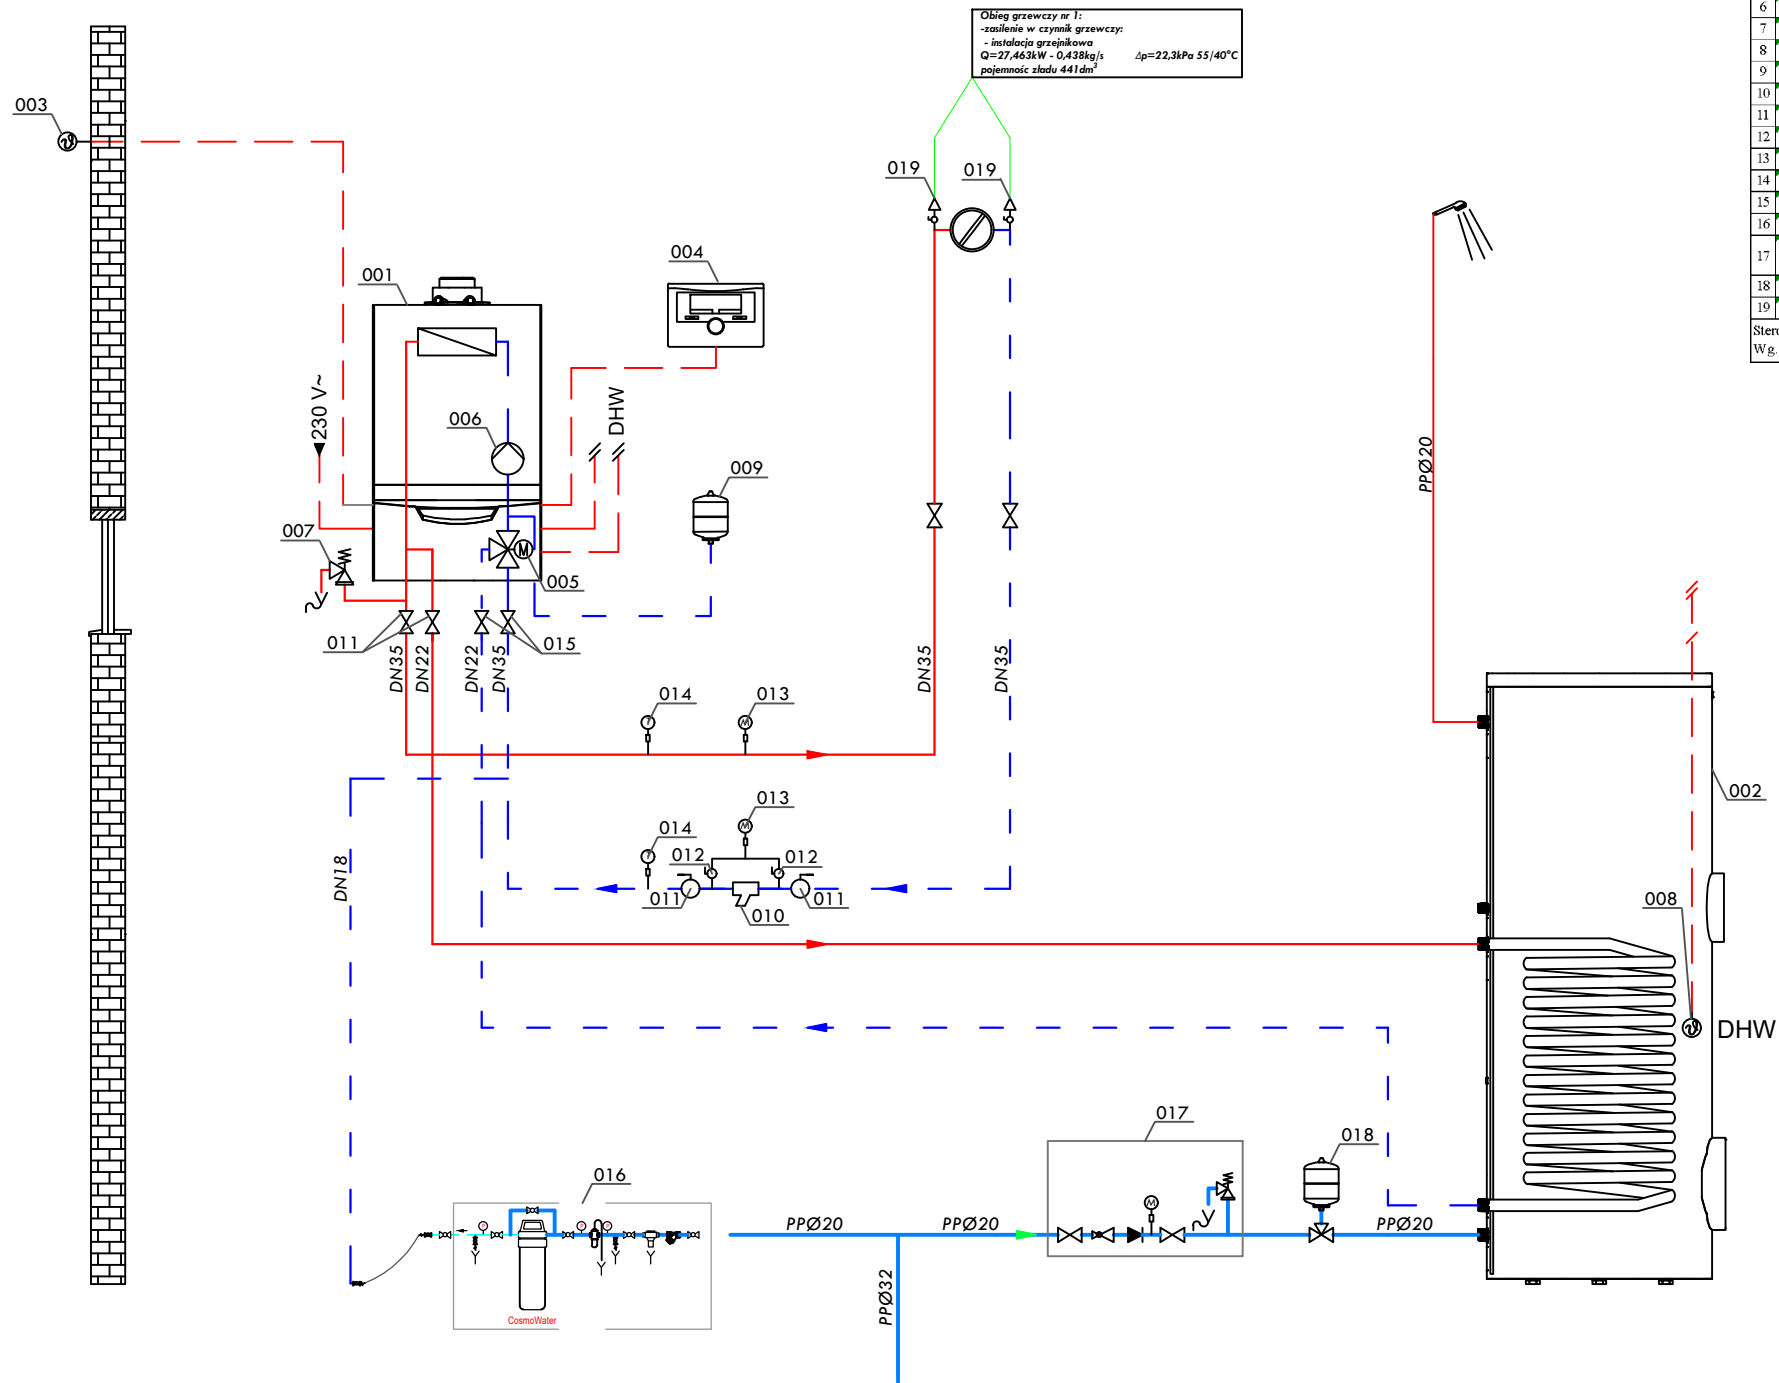 Obieg grzewczy nr 1:
-zasilenie w czynnik grzewczy:
- instalacja grzejnikowa
Q=27,463kW - 0,438kg/s Δp=22,3kPa 55/40°C
pojemność zładu 441dm³
6
7
8
9
10
11
12
13
14
15
16
17
18
19
Stero
Wg.
003
019
019
001
004
230 V~
DHW
006
009
007
M
005
011
015
DN35
DN22
DN22
DN35
DN35
DN35
PPØ20
014
013
M
002
013
M
014
012
012
011
011
010
DN18
008
DHW
017
018
M
016
PPØ20
PPØ20
PPØ20
PPØ32
CosmoWater